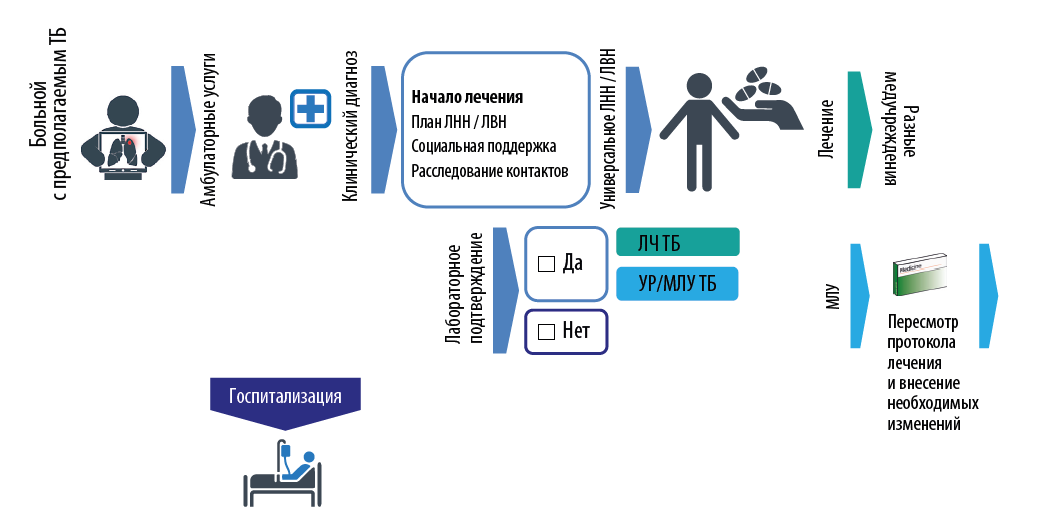 Больной
с предполагаемым ТБ
Амбулаторные услуги
Клинический диагноз
Начало лечения
План ЛНН / ЛВН
Социальная поддержка
Расследование контактов
Универсальное ЛНН / ЛВН
Лечение
Разные
медучреждения
Лабораторное
подтверждение
Да
Нет
ЛЧ ТБ
УР/МЛУ ТБ
МЛУ
Medicine
Пересмотр
протокола
лечения
и внесение
необходимых
изменений
Госпитализация